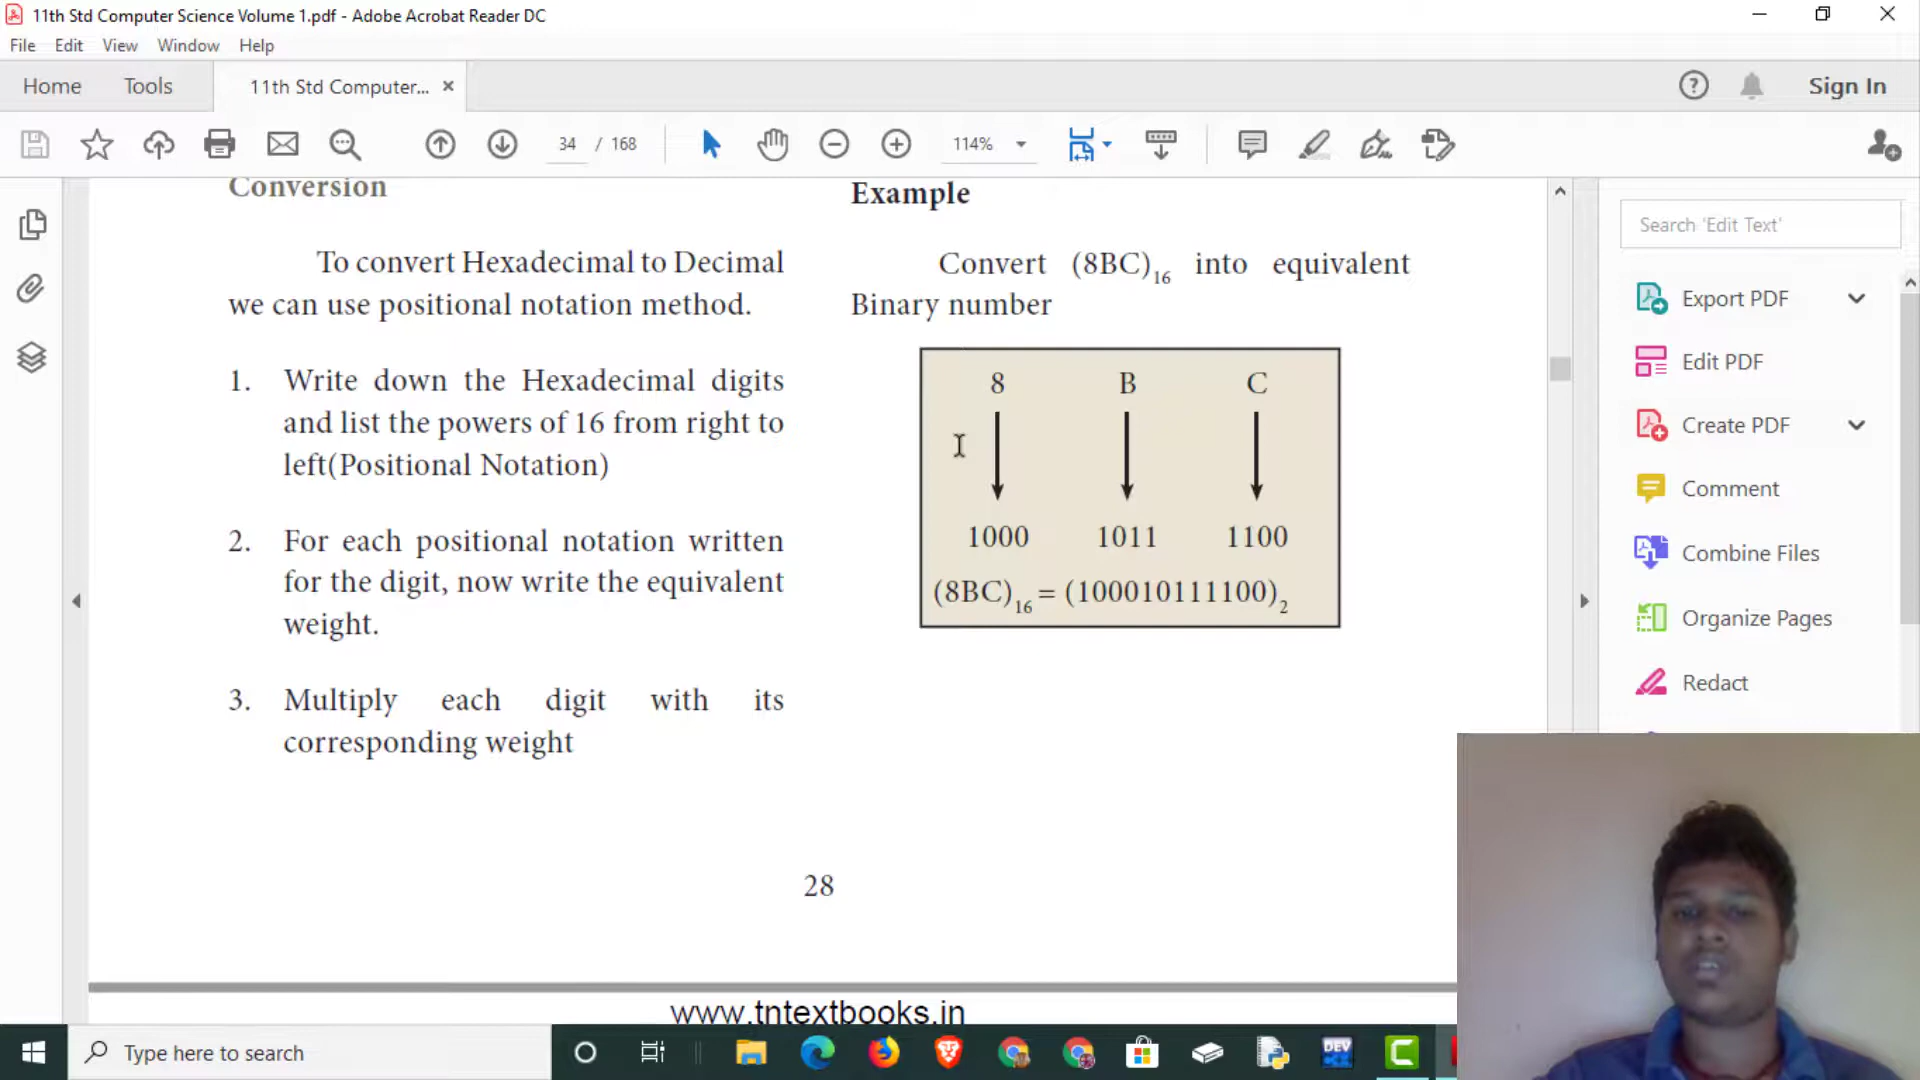 11th Std Computer Science Volume 1.pdf - Adobe Acrobat Reader DC
File Edit View Window Help
Home Tools 11th Std Computer... × Sign In
34 / 168 114%
Conversion
To convert Hexadecimal to Decimal
we can use positional notation method.
1. Write down the Hexadecimal digits
and list the powers of 16 from right to
left(Positional Notation)
2. For each positional notation written
for the digit, now write the equivalent
weight.
3. Multiply each digit with its
corresponding weight
Example
Convert (8BC)₁₆ into equivalent
Binary number
8 B C
1000 1011 1100
(8BC)₁₆ = (100010111100)₂
28
www.tntextbooks.in
Search 'Edit Text'
Export PDF
Edit PDF
Create PDF
Comment
Combine Files
Organize Pages
Redact
Type here to search
DEV